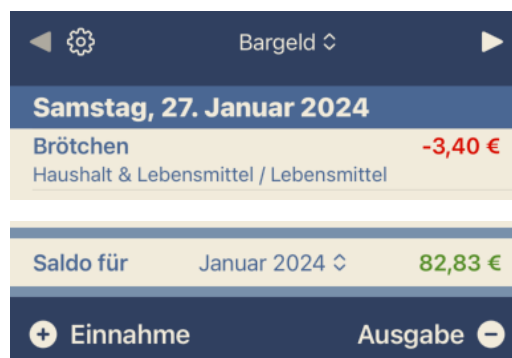 Bargeld
Samstag, 27. Januar 2024
Brötchen -3,40 €
Haushalt & Lebensmittel / Lebensmittel
Saldo für Januar 2024 82,83 €
Einnahme Ausgabe